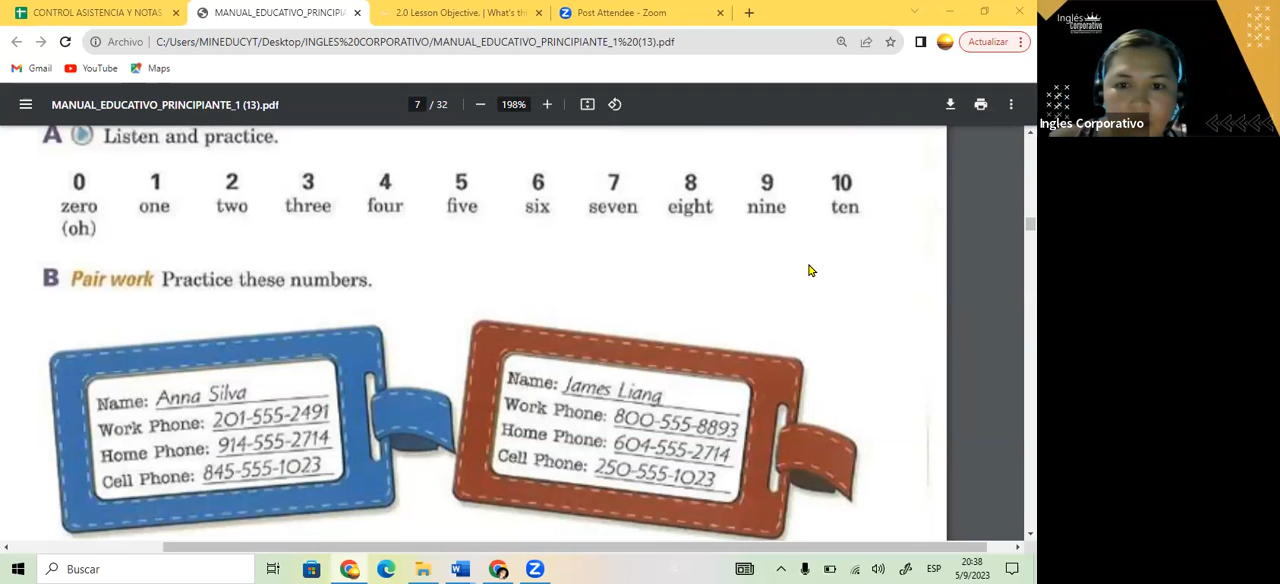 CONTROL ASISTENCIA Y NOTAS
MANUAL_EDUCATIVO_PRINCIPIA
2.0 Lesson Objective. | What's thi
Post Attendee - Zoom
Archivo C:/Users/MINEDUCYT/Desktop/INGLES%20CORPORATIVO/MANUAL_EDUCATIVO_PRINCIPIANTE_1%20(13).pdf
Actualizar
Gmail YouTube Maps
MANUAL_EDUCATIVO_PRINCIPIANTE_1 (13).pdf 7 / 32 198%
Inglés
Corporativo
Ingles Corporativo
A Listen and practice.
0 1 2 3 4 5 6 7 8 9 10
zero one two three four five six seven eight nine ten
(oh)
B Pair work Practice these numbers.
Name: Anna Silva
Work Phone: 201-555-2491
Home Phone: 914-555-2714
Cell Phone: 845-555-1023
Name: James Liang
Work Phone: 800-555-8893
Home Phone: 604-555-2714
Cell Phone: 250-555-1023
Buscar
ESP
20:38
5/9/2023